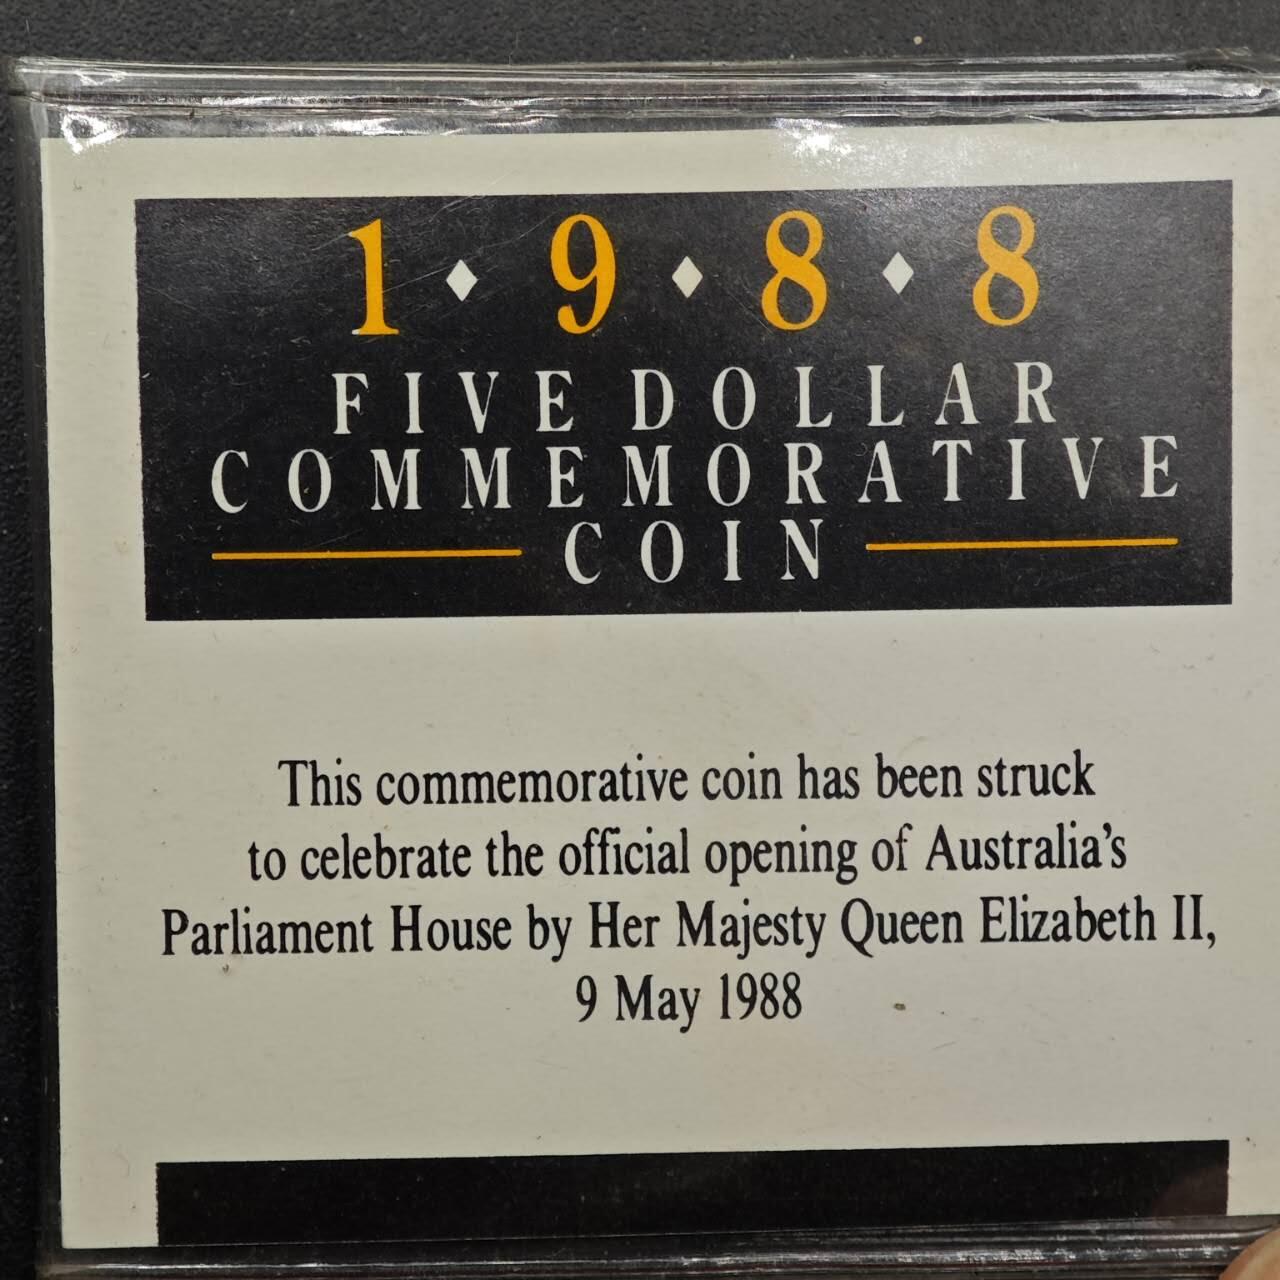 1 ♦ 9 ♦ 8 ♦ 8
FIVE DOLLAR
COMMEMORATIVE
COIN
This commemorative coin has been struck
to celebrate the official opening of Australia's
Parliament House by Her Majesty Queen Elizabeth II,
9 May 1988